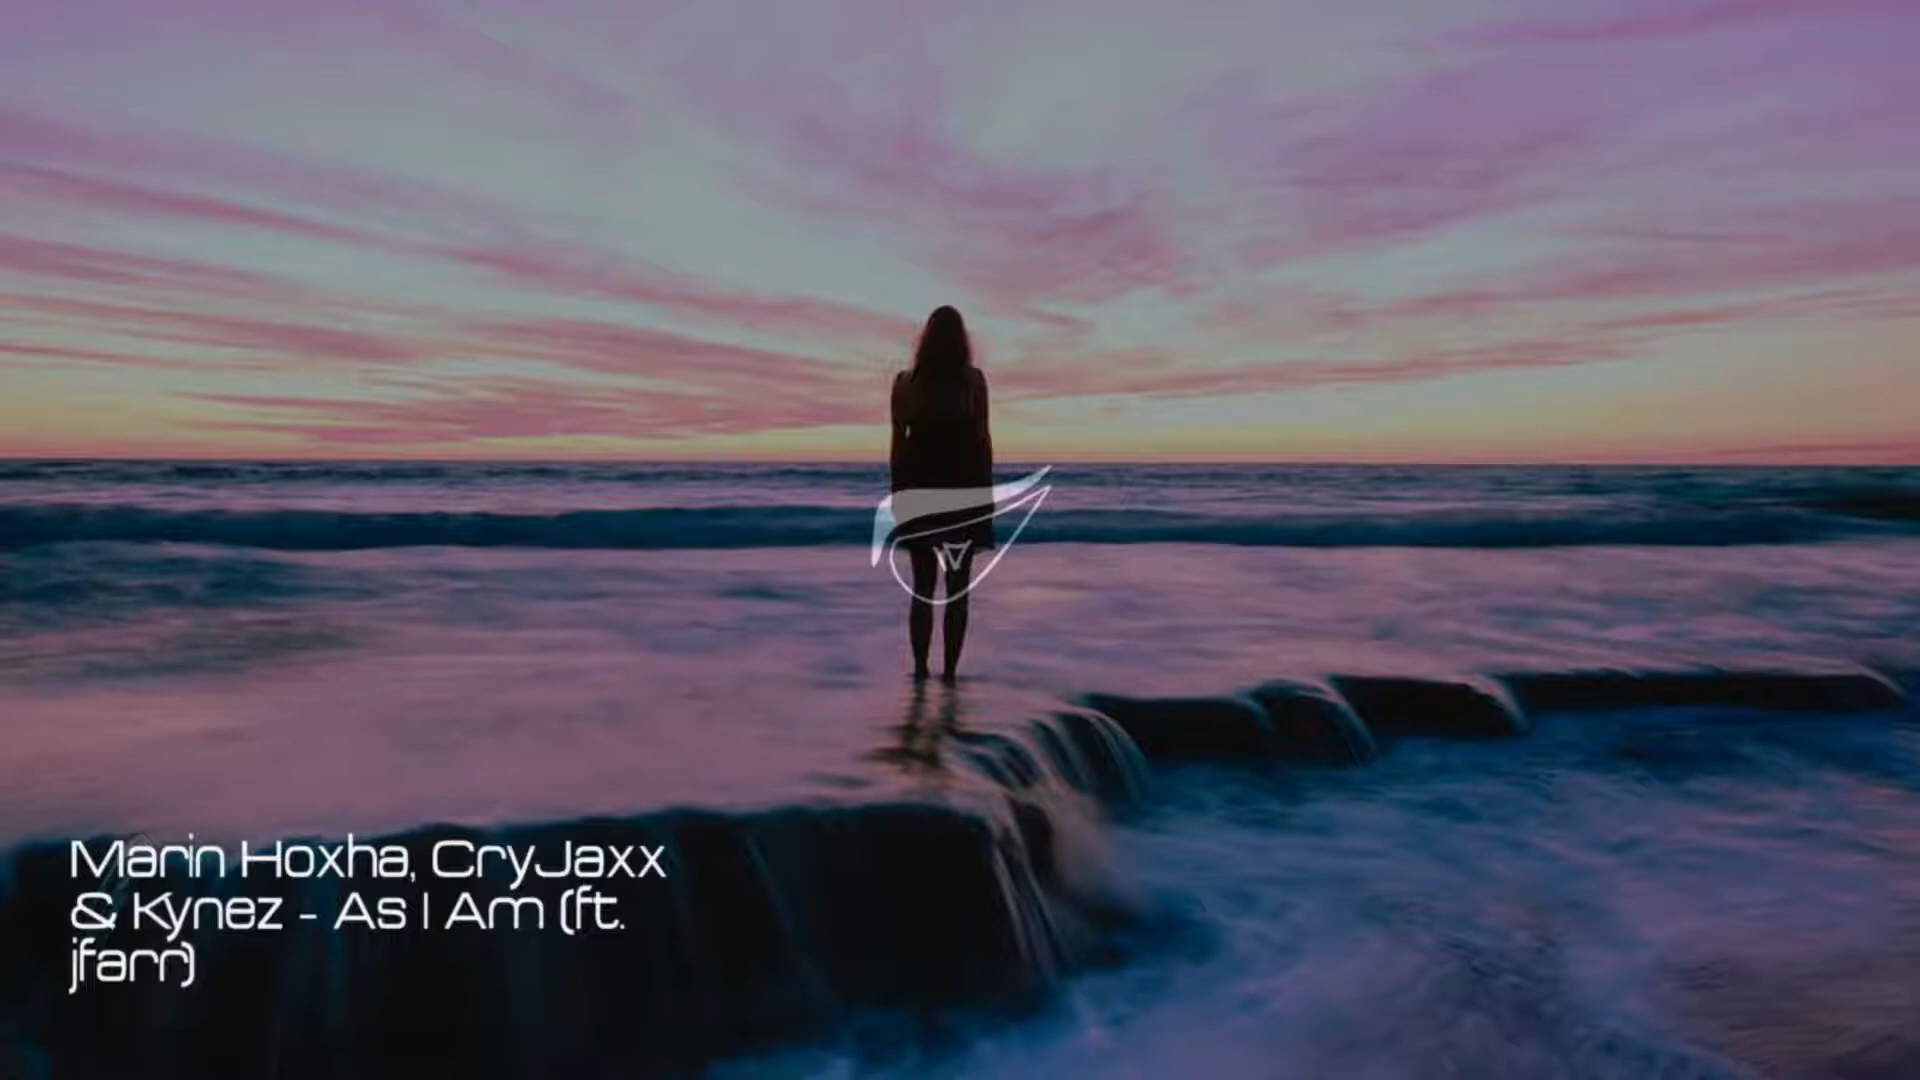 Marin Hoxha, CryJaxx
& Kynez - As I Am (ft.
jfarr)